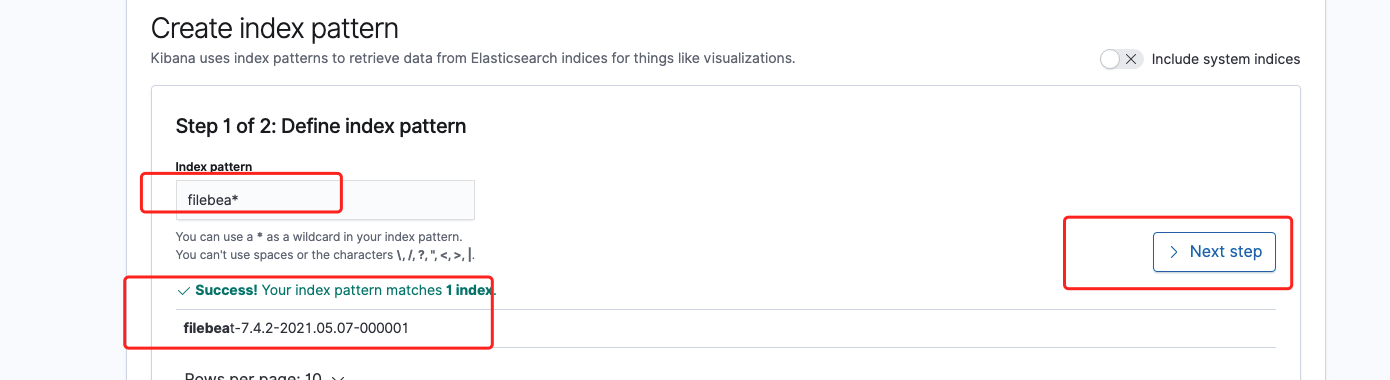 Create index pattern
Kibana uses index patterns to retrieve data from Elasticsearch indices for things like visualizations.
Include system indices
Step 1 of 2: Define index pattern
Index pattern
filebea*
You can use a * as a wildcard in your index pattern.
You can't use spaces or the characters \, /, ?, ", <, >, |.
Next step
Success! Your index pattern matches 1 index.
filebeat-7.4.2-2021.05.07-000001
Rows per page: 10